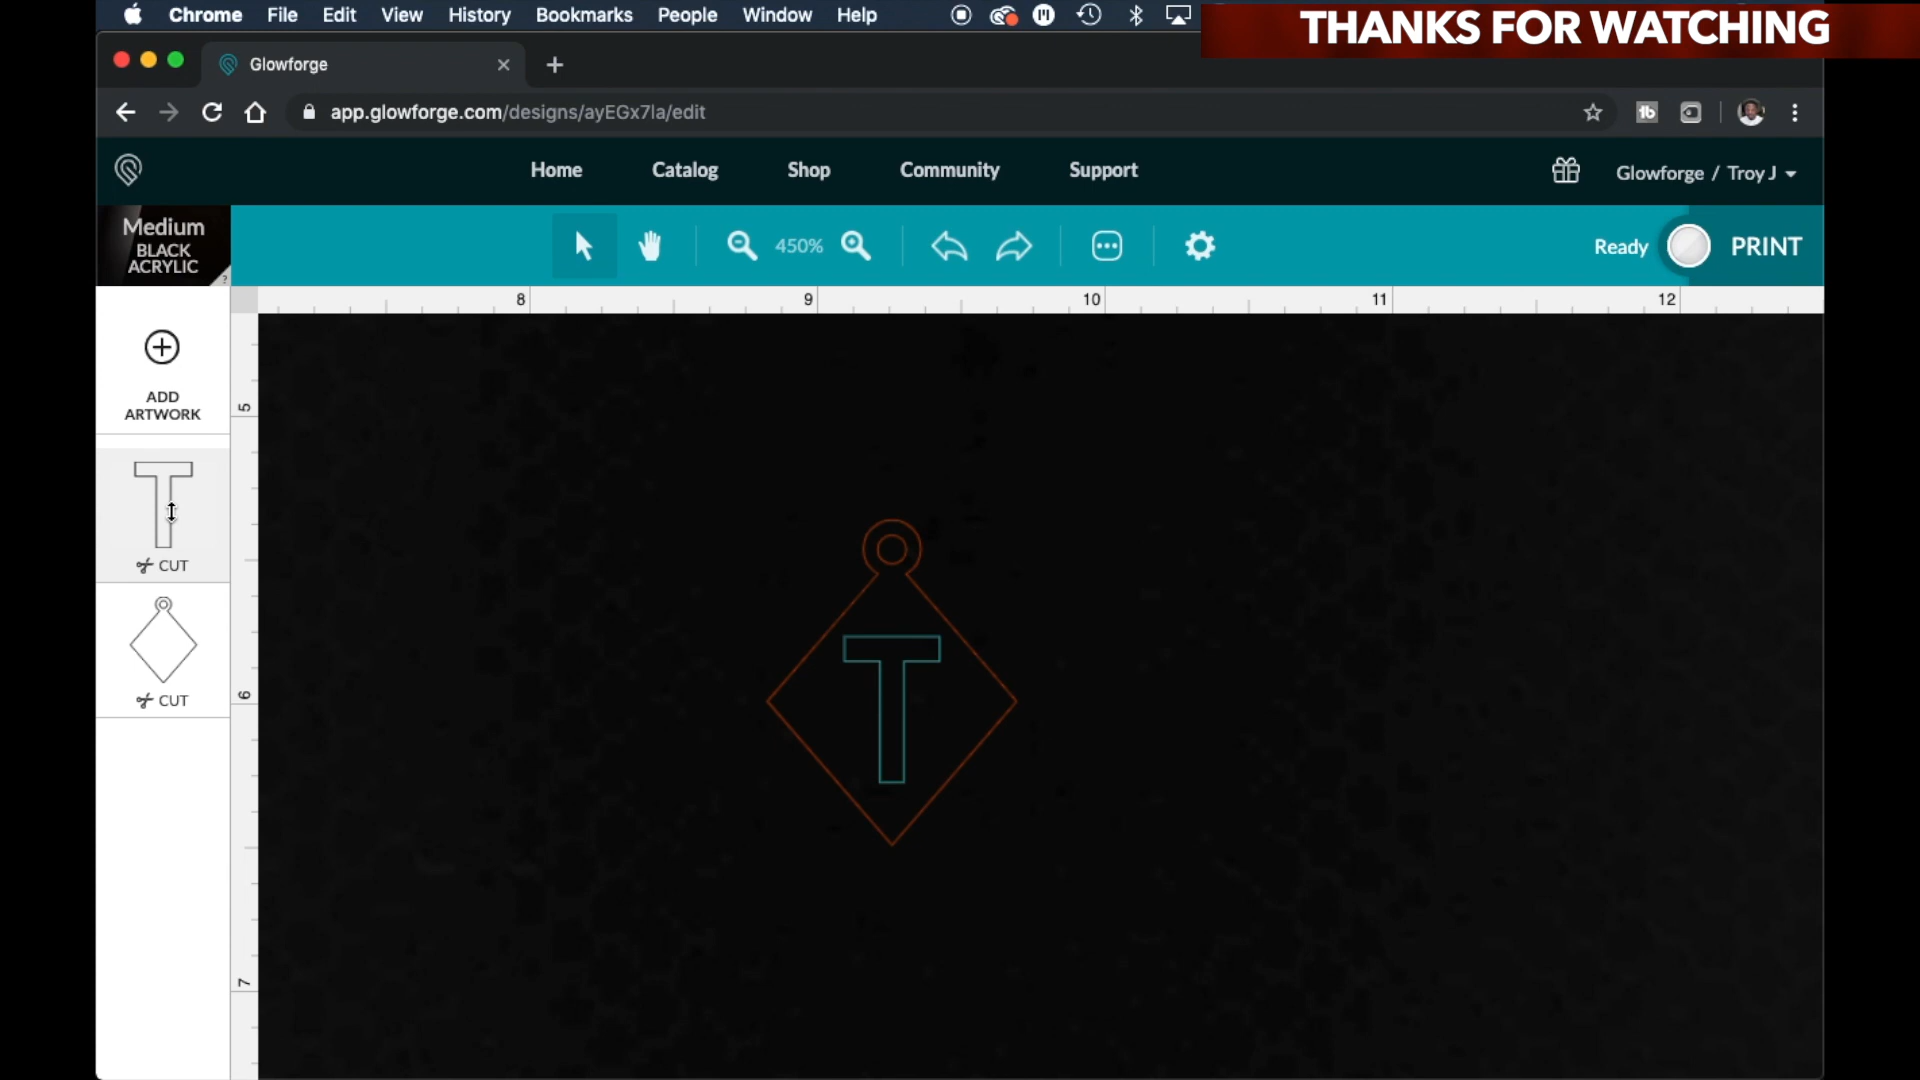 Chrome File Edit View History Bookmarks People Window Help
THANKS FOR WATCHING
Glowforge
app.glowforge.com/designs/ayEGx7la/edit
tb
Home Catalog Shop Community Support
Glowforge / Troy J
Medium
BLACK
ACRYLIC
?
450%
Ready
PRINT
8 9 10 11 12
ADD
ARTWORK
5
T
CUT
T
6
CUT
7